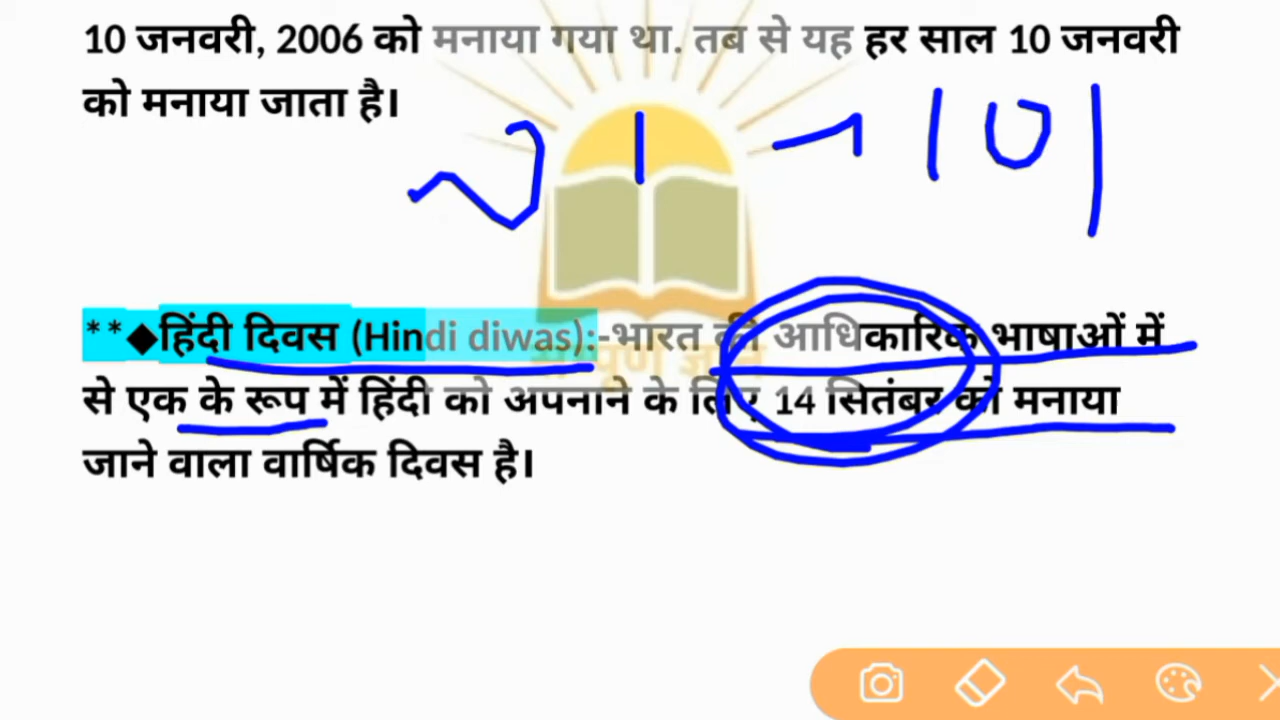 10 जनवरी, 2006 को मनाया गया था. तब से यह हर साल 10 जनवरी
को मनाया जाता है।
**◆हिंदी दिवस (Hindi diwas):-भारत की आधिकारिक भाषाओं में
से एक के रूप में हिंदी को अपनाने के लिए 14 सितंबर को मनाया
जाने वाला वार्षिक दिवस है।